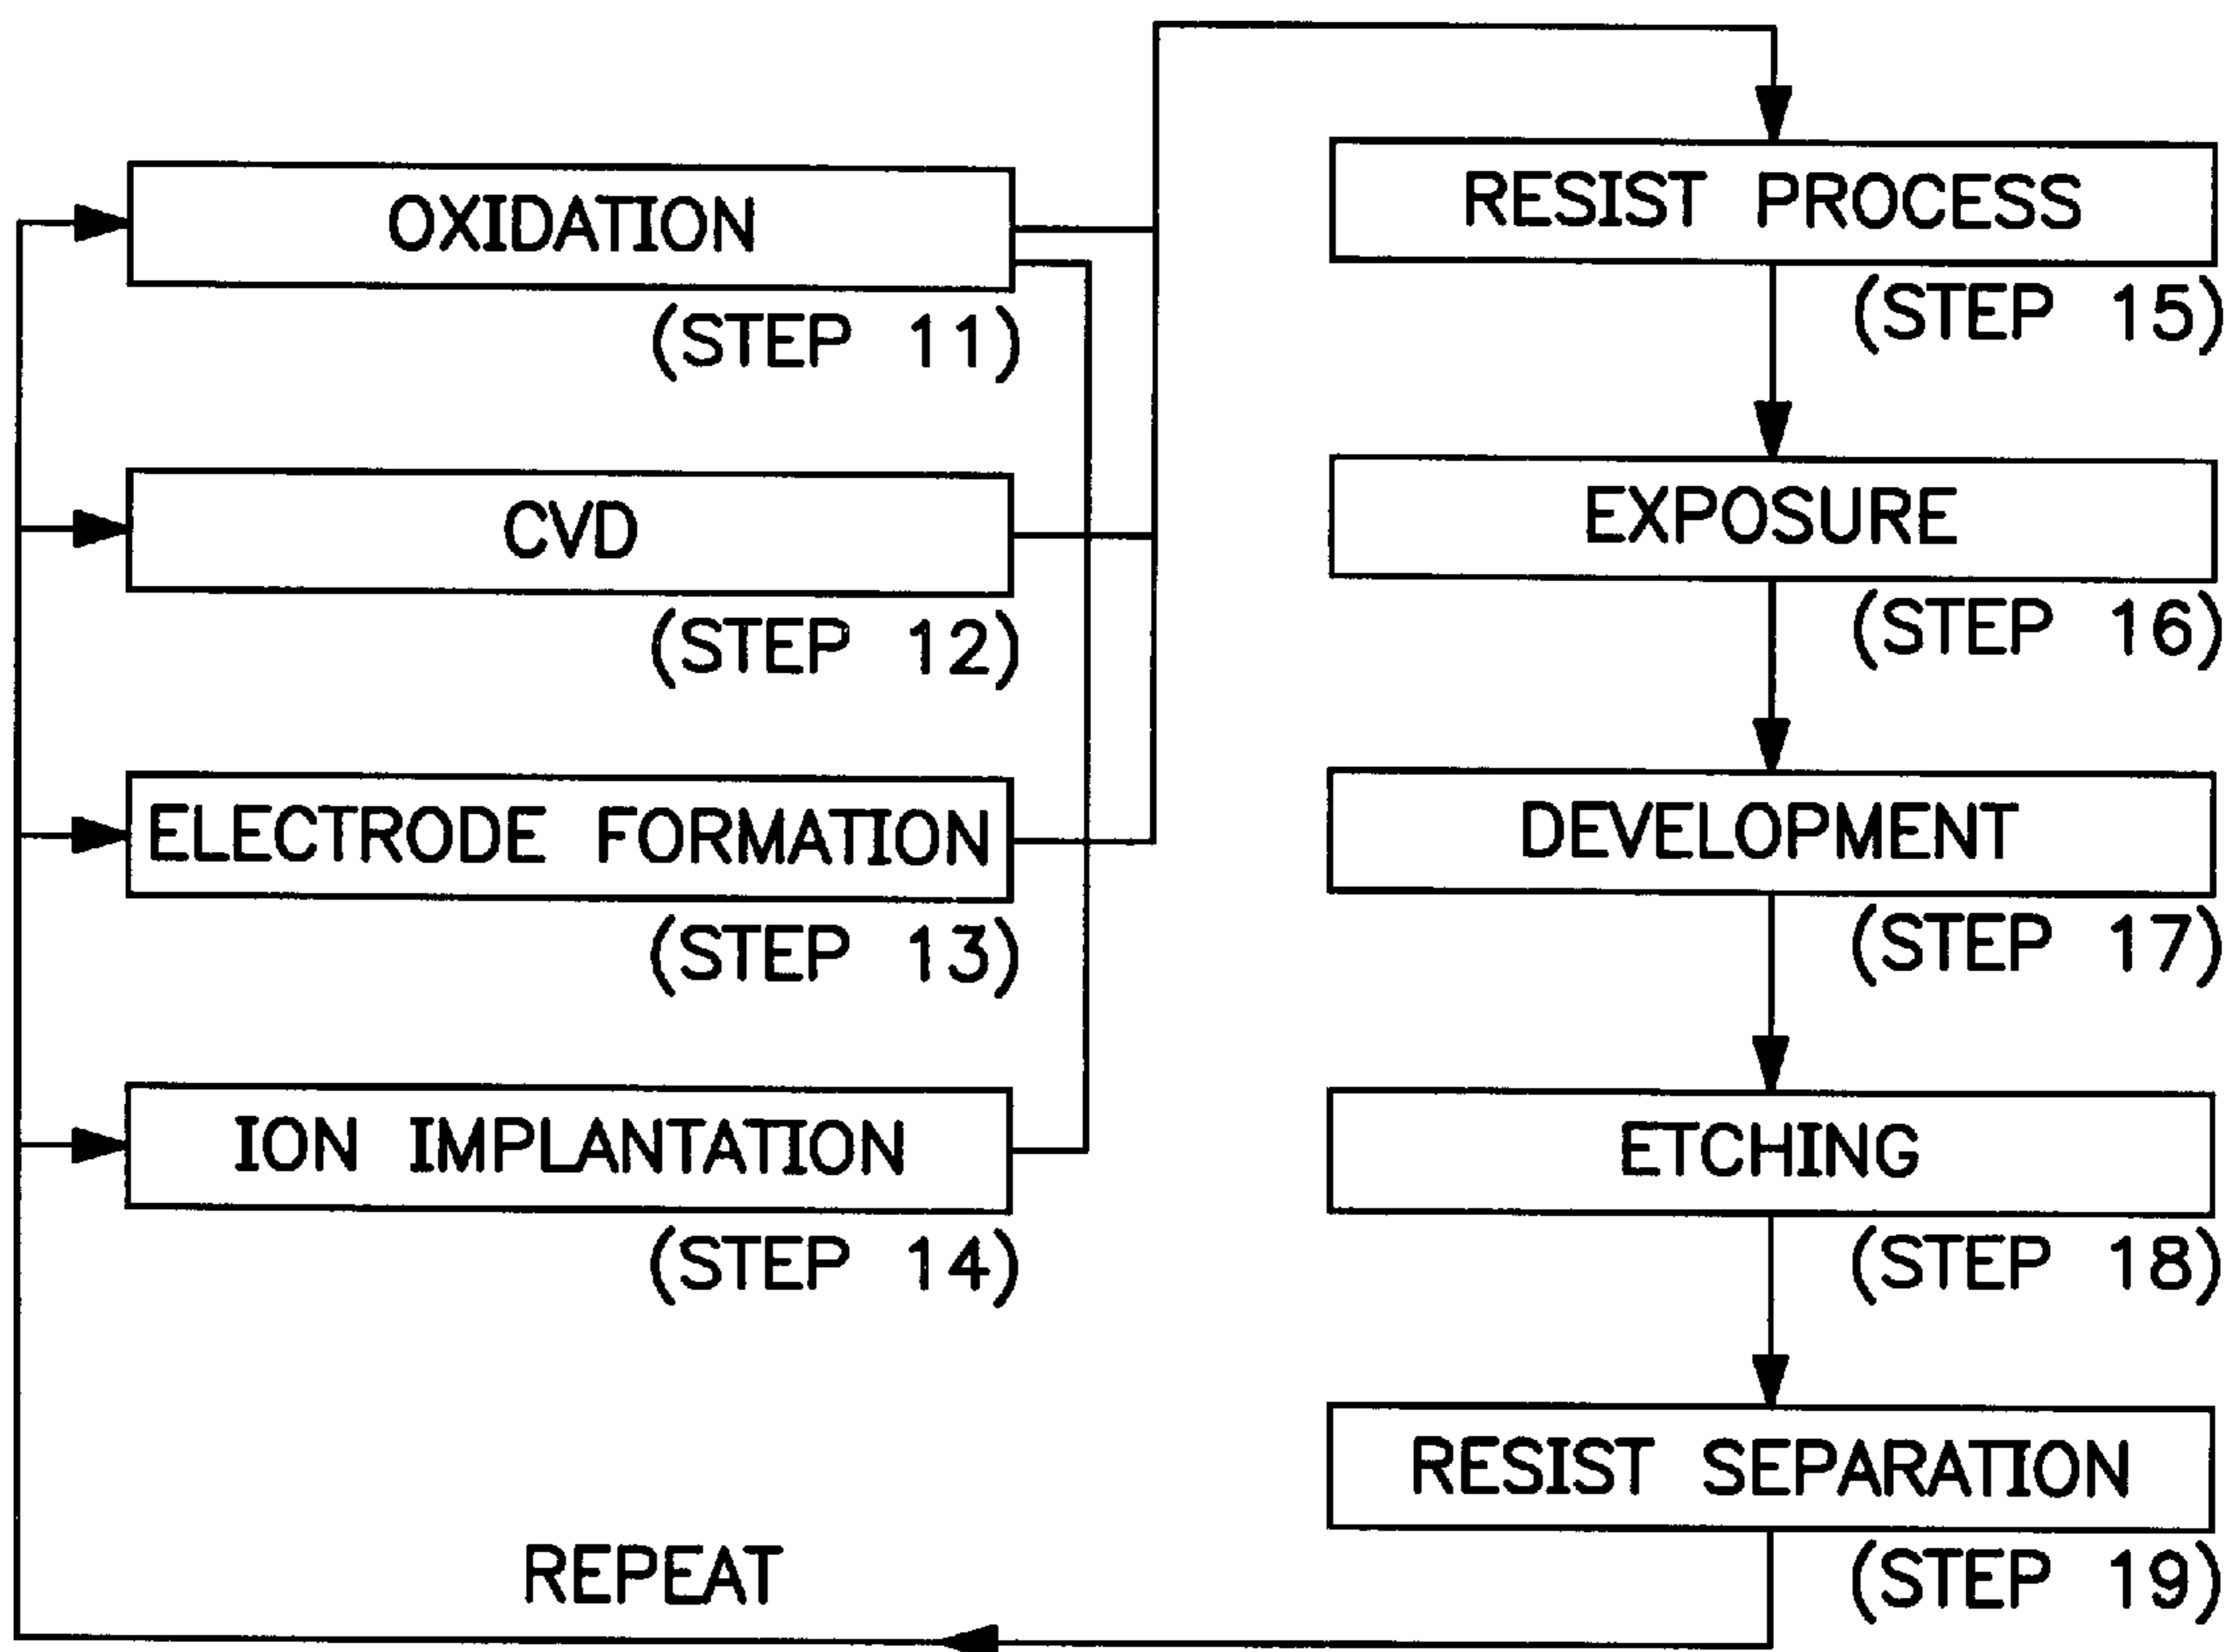 OXIDATION
(STEP 11)
CVD
(STEP 12)
ELECTRODE FORMATION
(STEP 13)
ION IMPLANTATION
(STEP 14)
RESIST PROCESS
(STEP 15)
EXPOSURE
(STEP 16)
DEVELOPMENT
(STEP 17)
ETCHING
(STEP 18)
RESIST SEPARATION
(STEP 19)
REPEAT